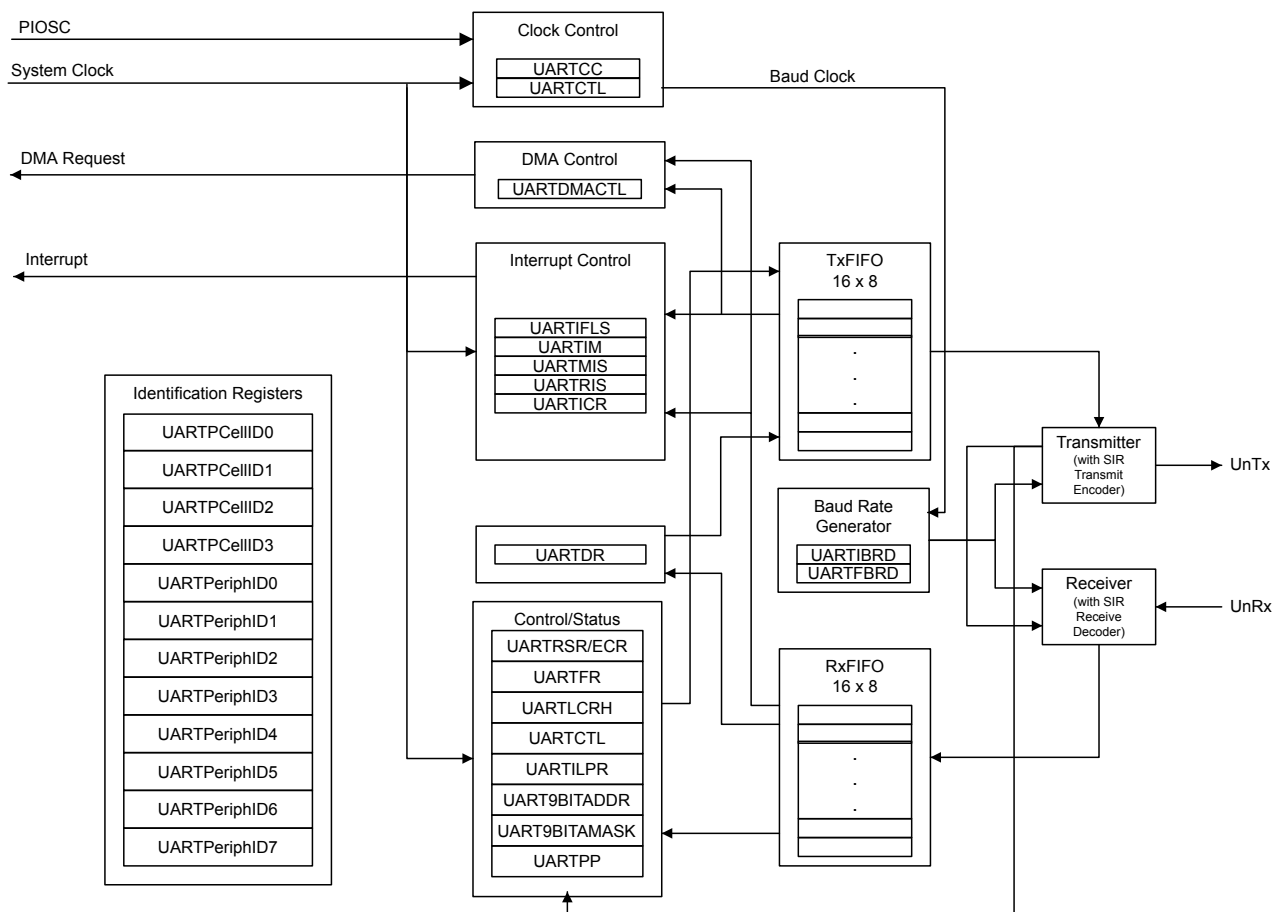 PIOSC
System Clock
Clock Control
UARTCC
UARTCTL
Baud Clock
DMA Request
DMA Control
UARTDMACTL
Interrupt
Interrupt Control
UARTIFLS
UARTIM
UARTMIS
UARTRIS
UARTICR
TxFIFO
16 x 8
.
.
.
Identification Registers
UARTPCellID0
UARTPCellID1
UARTPCellID2
UARTPCellID3
UARTPeriphID0
UARTPeriphID1
UARTPeriphID2
UARTPeriphID3
UARTPeriphID4
UARTPeriphID5
UARTPeriphID6
UARTPeriphID7
Transmitter
(with SIR
Transmit
Encoder)
UnTx
UARTDR
Baud Rate
Generator
UARTIBRD
UARTFBRD
Receiver
(with SIR
Receive
Decoder)
UnRx
Control/Status
UARTRSR/ECR
UARTFR
UARTLCRH
UARTCTL
UARTILPR
UART9BITADDR
UART9BITAMASK
UARTPP
RxFIFO
16 x 8
.
.
.